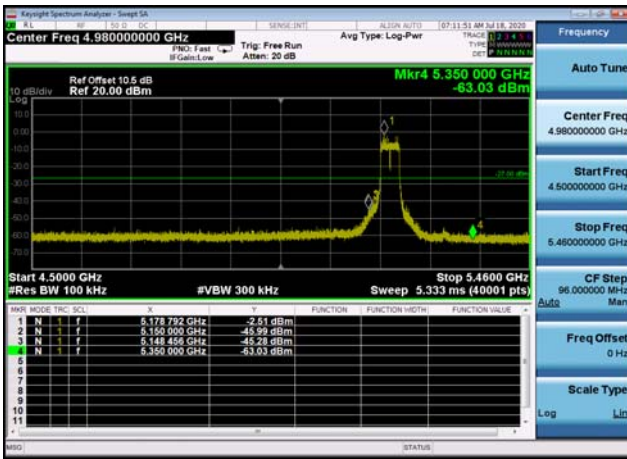 Keysight Spectrum Analyzer - Swept SA
RL RF 50 Ω DC SENSE:INT ALIGN AUTO 07:11:51 AM Jul 18, 2020
Center Freq 4.980000000 GHz
PNO: Fast
IFGain:Low
Trig: Free Run
Atten: 20 dB
Avg Type: Log-Pwr
TRACE 1 2 3 4 5 6
TYPE
DET P N N N N N
Ref Offset 10.5 dB
Ref 20.00 dBm
10 dB/div
Log
Mkr4 5.350 000 GHz
-63.03 dBm
10.0
0.00
-10.0
-20.0
-30.0
-40.0
-50.0
-60.0
-70.0
1
4
-27.00 dBm
Start 4.5000 GHz
#Res BW 100 kHz
#VBW 300 kHz
Stop 5.4600 GHz
Sweep 5.333 ms (40001 pts)
MKR MODE TRC SCL X Y FUNCTION FUNCTION WIDTH FUNCTION VALUE
1 N 1 f 5.178 792 GHz -2.51 dBm
2 N 1 f 5.150 000 GHz -45.99 dBm
3 N 1 f 5.148 456 GHz -45.28 dBm
4 N 1 f 5.350 000 GHz -63.03 dBm
5
6
7
8
9
10
11
MSG
STATUS
Frequency
Auto Tune
Center Freq
4.980000000 GHz
Start Freq
4.500000000 GHz
Stop Freq
5.460000000 GHz
CF Step
96.000000 MHz
Auto Man
Freq Offset
0 Hz
Scale Type
Log Lin